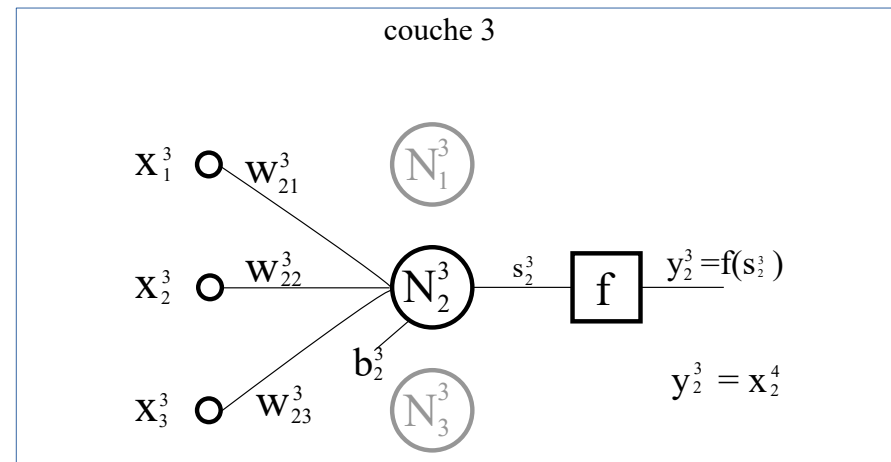 couche 3
x₁³ w₂₁³ N₁³
x₂³ w₂₂³ N₂³ s₂³ f y₂³ =f(s₂³)
b₂³
y₂³ = x₂⁴
x₃³ w₂₃³ N₃³